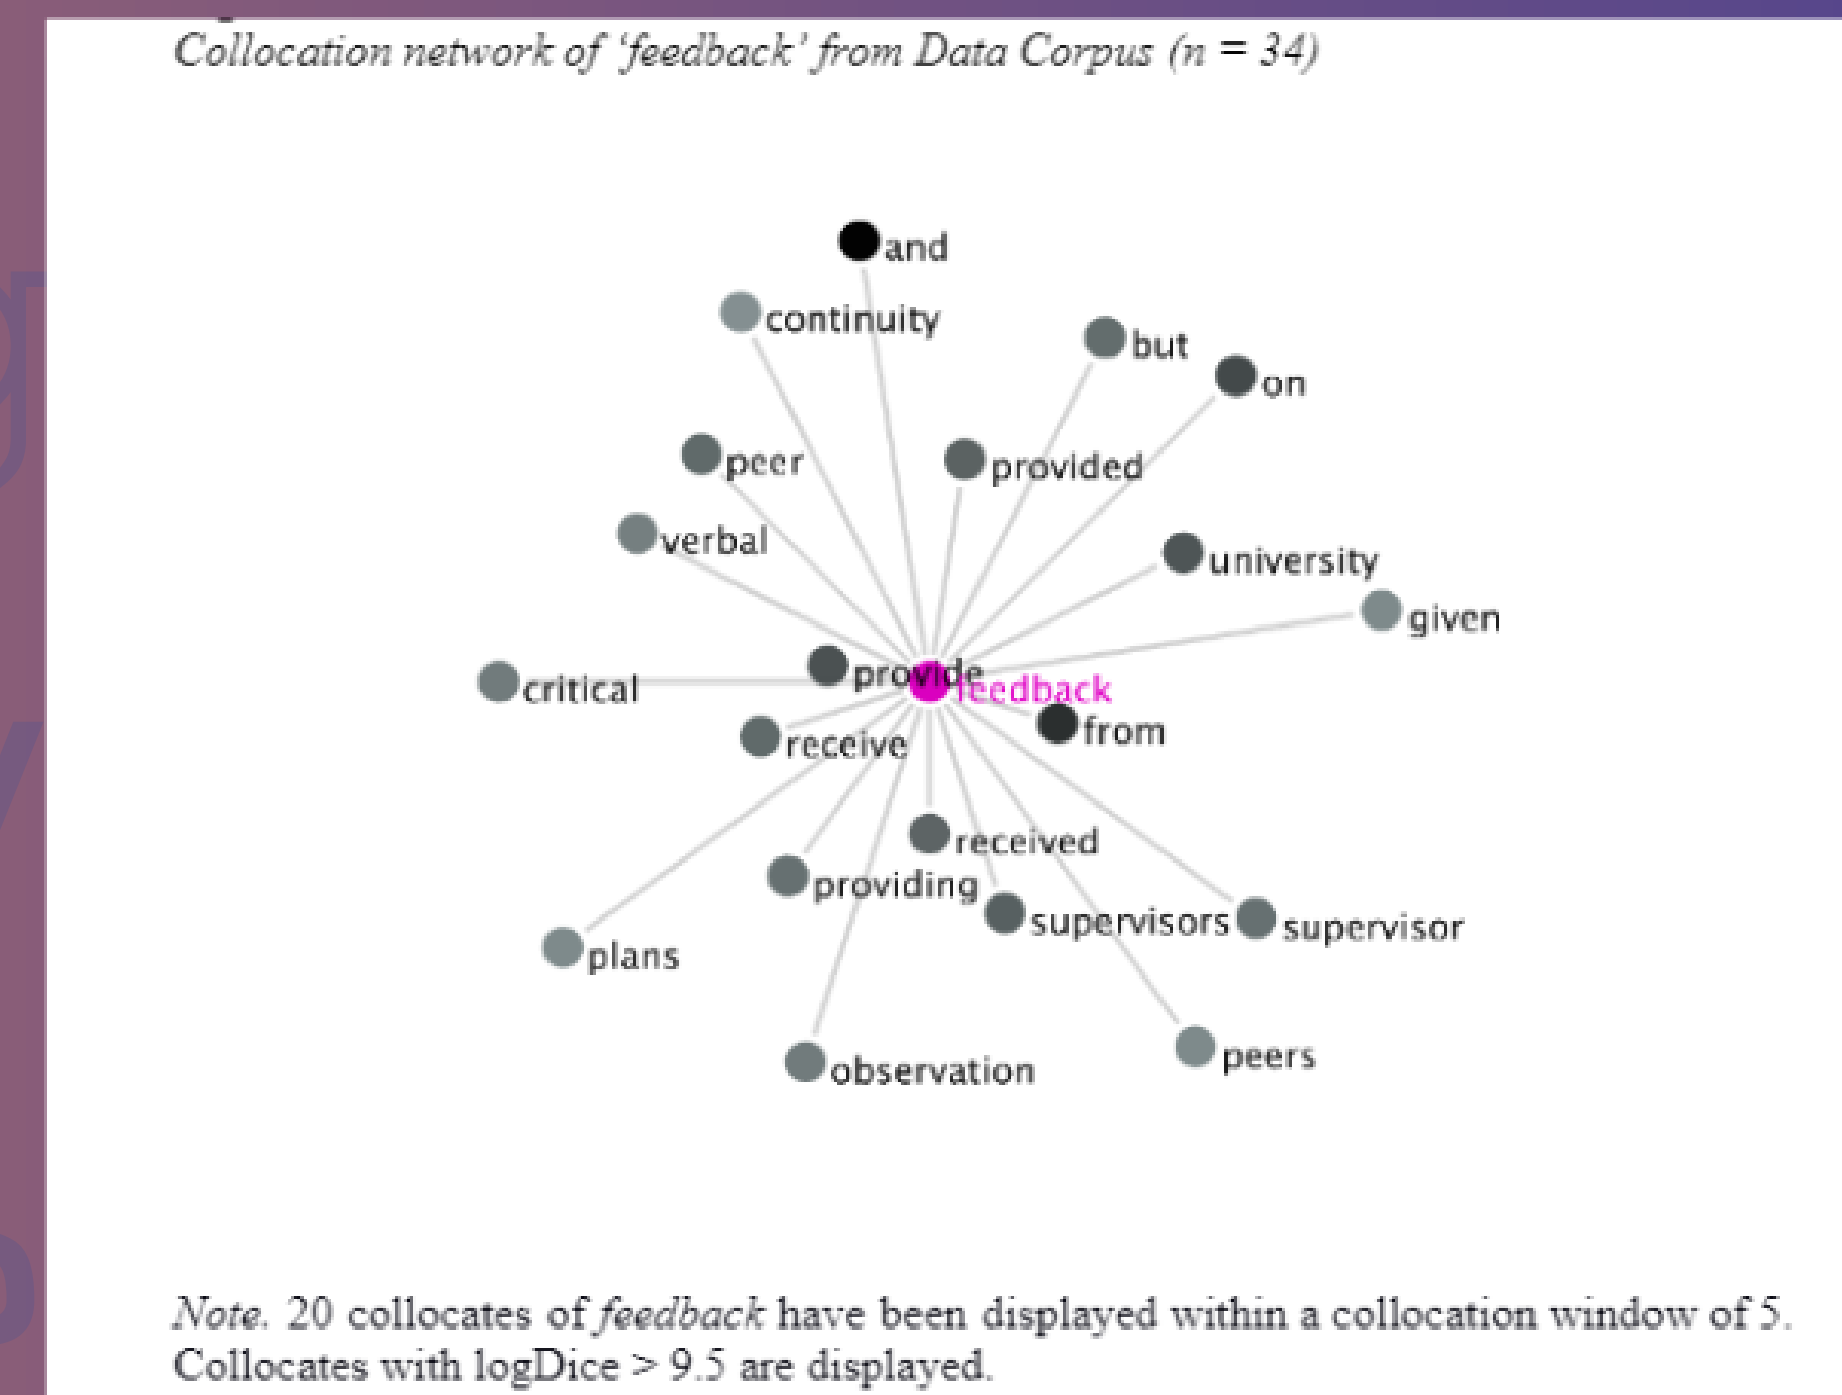 Collocation network of ‘feedback’ from Data Corpus (n = 34)
and
continuity
but
on
peer
provided
verbal
university
given
provide
feedback
critical
from
receive
received
providing
supervisors
supervisor
plans
peers
observation
Note. 20 collocates of feedback have been displayed within a collocation window of 5.
Collocates with logDice > 9.5 are displayed.